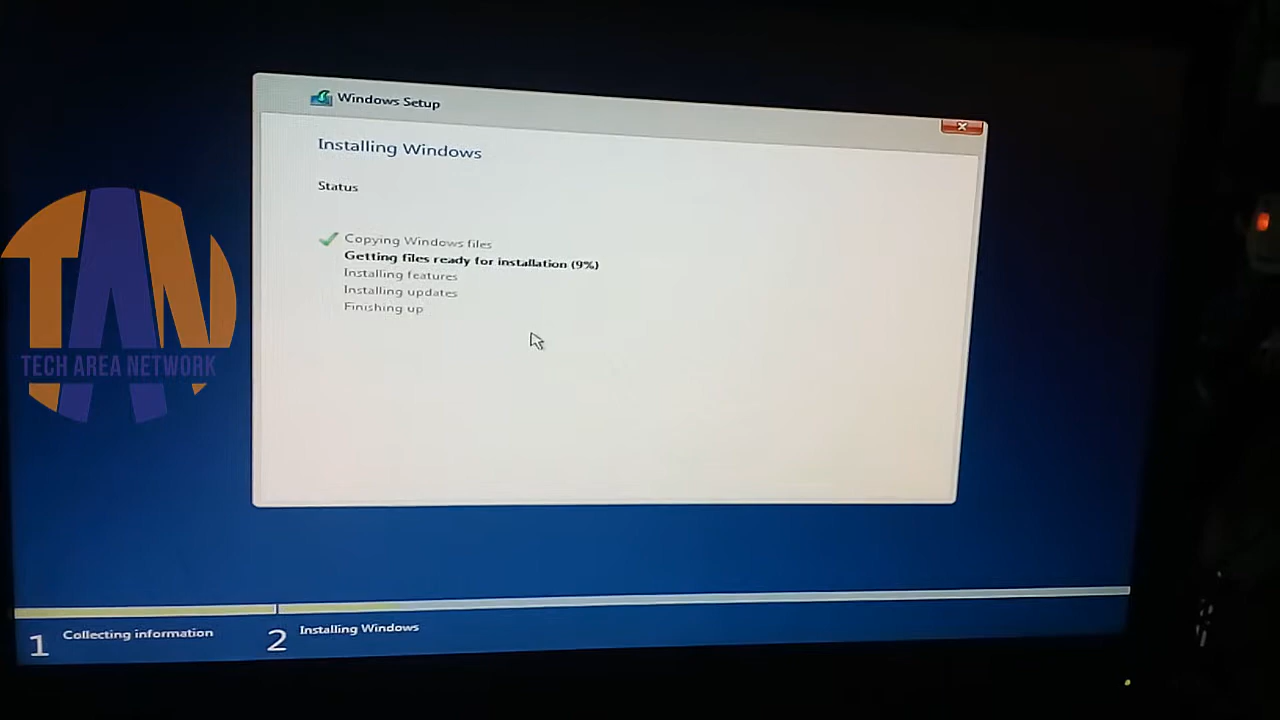 Windows Setup
Installing Windows
Status
Copying Windows files
Getting files ready for installation (9%)
Installing features
Installing updates
Finishing up
TAN
TECH AREA NETWORK
1 Collecting information
2 Installing Windows